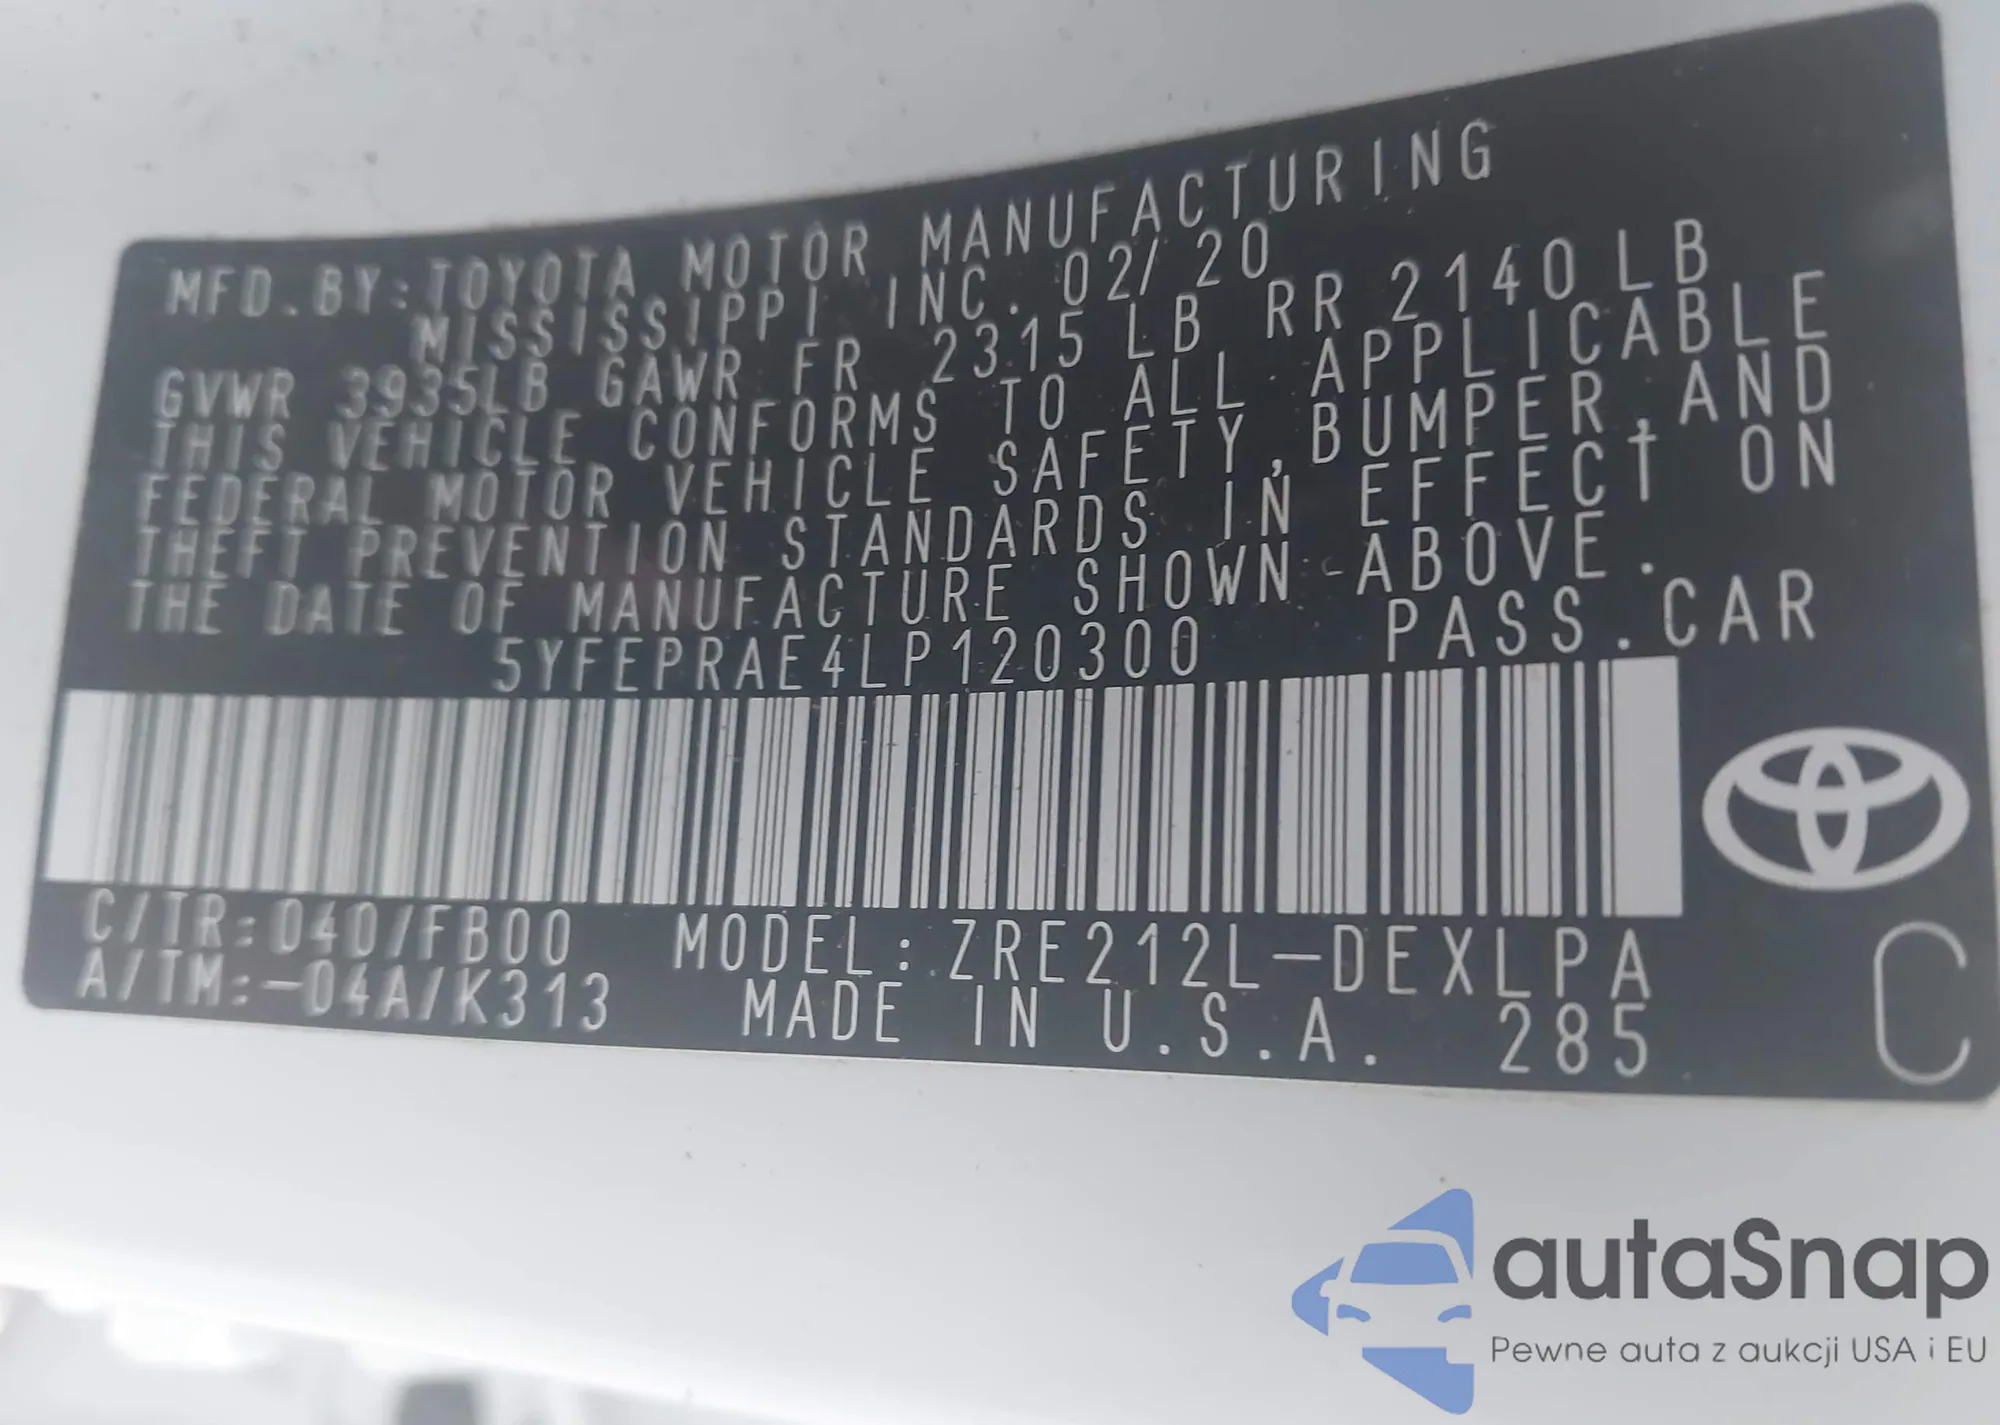 MFD.BY:TOYOTA MOTOR MANUFACTURING
MISSISSIPPI INC. 02/20
GVWR 3935LB GAWR FR 2315 LB RR 2140 LB
THIS VEHICLE CONFORMS TO ALL APPLICABLE
FEDERAL MOTOR VEHICLE SAFETY,BUMPER,AND
THEFT PREVENTION STANDARDS IN EFFECT ON
THE DATE OF MANUFACTURE SHOWN ABOVE.
5YFEPRAE4LP120300 PASS.CAR
C/TR:040/FB00 MODEL:ZRE212L-DEXLPA
A/TM:-04A/K313 MADE IN U.S.A. 285
C
autaSnap
Pewne auta z aukcji USA i EU